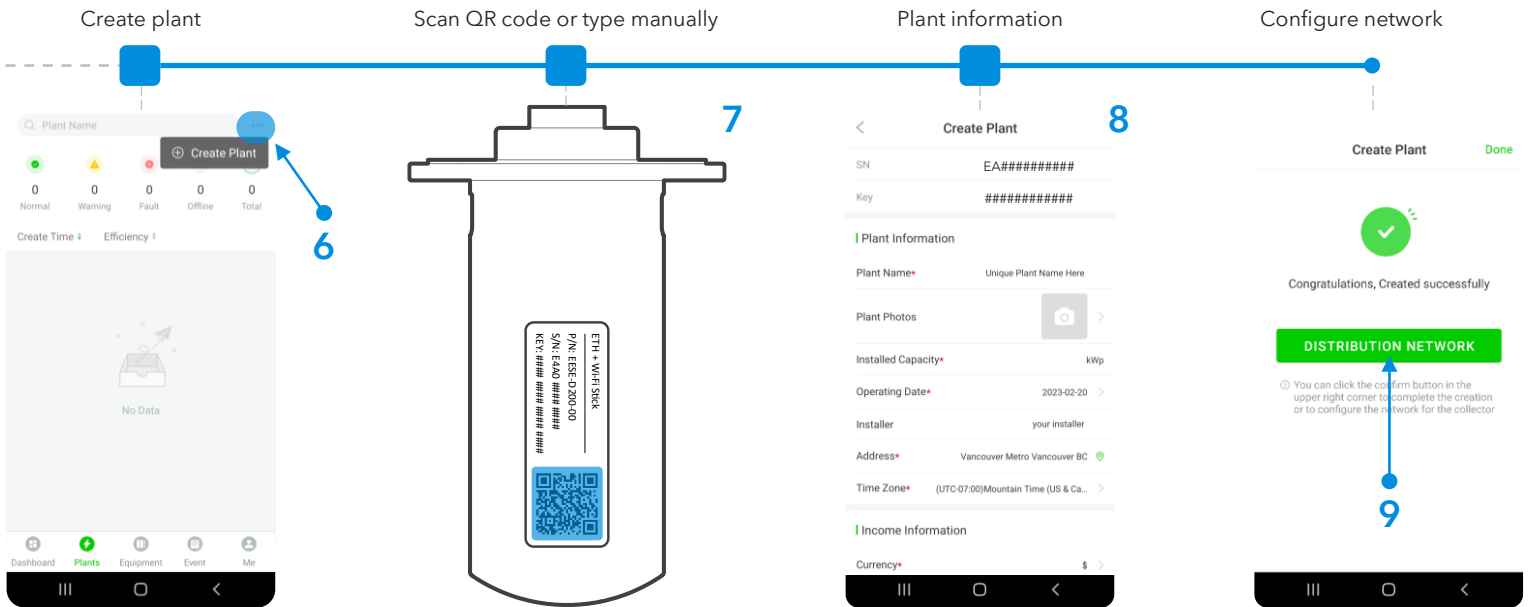 Create plant
Scan QR code or type manually
Plant information
Configure network
Plant Name
Create Plant
0 0 0 0 0
Normal Warning Fault Offline Total
Create Time Efficiency
No Data
Dashboard Plants Equipment Event Me
6
7
ETH + Wi-Fi Stick
P/N: EESE-D200-00
S/N: E4A0 #### ####
KEY: #### #### #### ####
8
Create Plant
SN EA##########
Key ############
Plant Information
Plant Name* Unique Plant Name Here
Plant Photos
Installed Capacity* kWp
Operating Date* 2023-02-20
Installer your installer
Address* Vancouver Metro Vancouver BC
Time Zone* (UTC-07:00)Mountain Time (US & Ca...
Income Information
Currency* $
Create Plant Done
Congratulations, Created successfully
DISTRIBUTION NETWORK
You can click the confirm button in the
upper right corner to complete the creation
or to configure the network for the collector
9